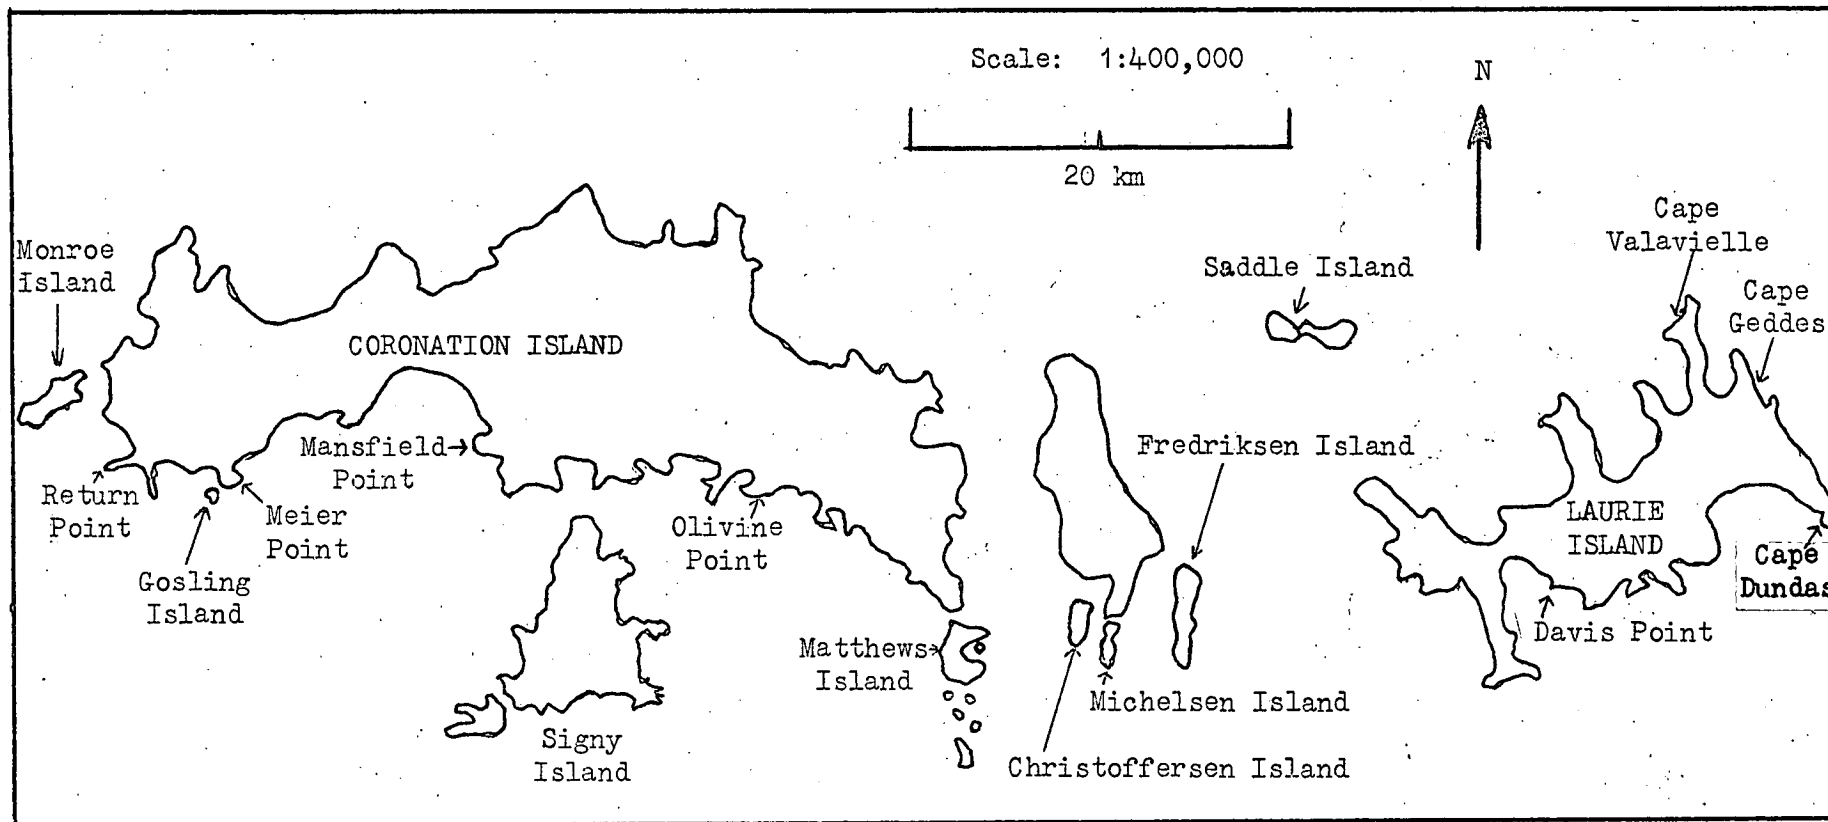 Scale: 1:400,000
N
20 km
Cape
Valavielle
Monroe
Island
Saddle Island
Cape
Geddes
CORONATION ISLAND
Mansfield
Point
Fredriksen Island
Return
Point
Meier
Point
Olivine
Point
LAURIE
ISLAND
Gosling
Island
Cape
Dundas
Davis Point
Matthews
Island
Michelsen Island
Signy
Island
Christoffersen Island